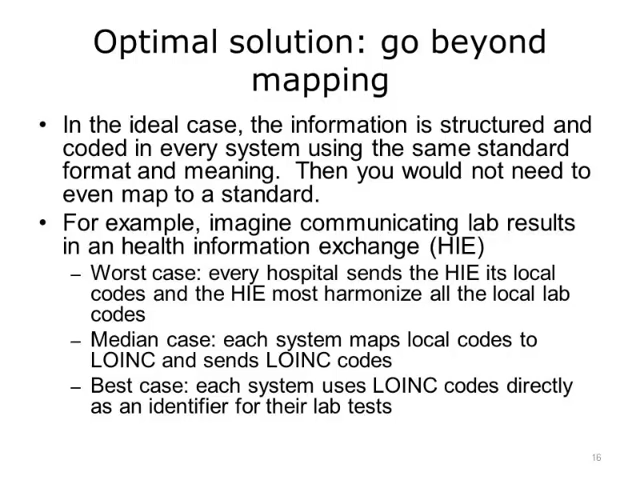 Optimal solution: go beyond
mapping
• In the ideal case, the information is structured and
coded in every system using the same standard
format and meaning.  Then you would not need to
even map to a standard.
• For example, imagine communicating lab results
in an health information exchange (HIE)
– Worst case: every hospital sends the HIE its local
codes and the HIE most harmonize all the local lab
codes
– Median case: each system maps local codes to
LOINC and sends LOINC codes
– Best case: each system uses LOINC codes directly
as an identifier for their lab tests
16